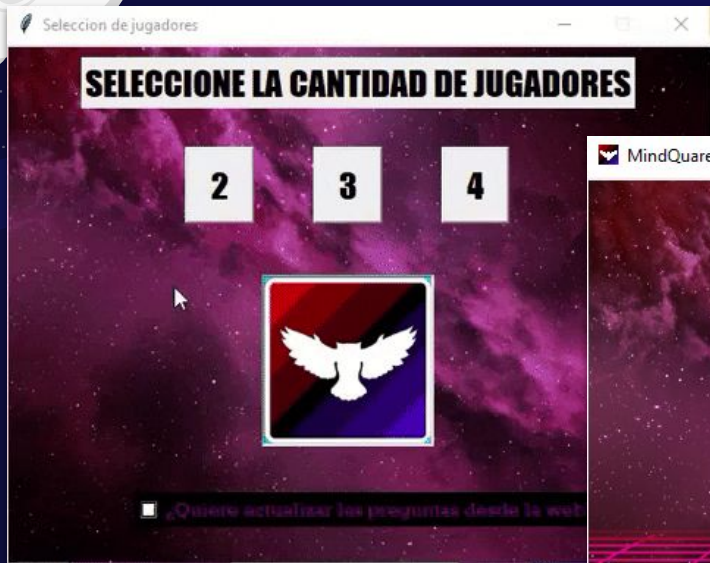 Seleccion de jugadores
SELECCIONE LA CANTIDAD DE JUGADORES
2 3 4
MindQuare
¿Quiere actualizar las preguntas desde la web